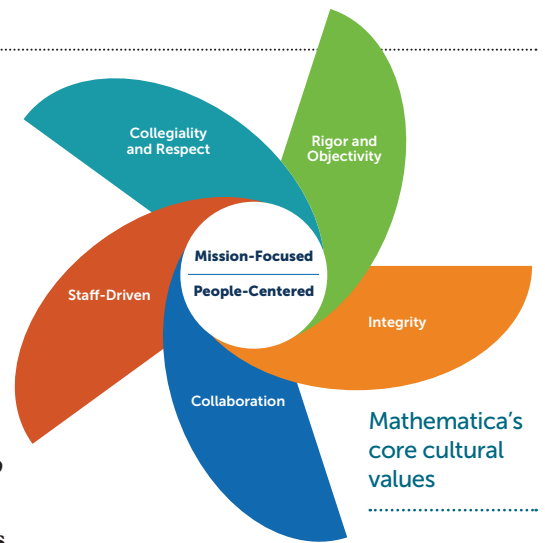 Rigor and
Objectivity
Collegiality
and Respect
Mission-Focused
People-Centered
Staff-Driven
Integrity
Collaboration
Mathematica's
core cultural
values